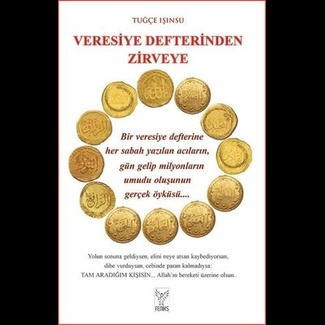 TUĞÇE IŞINSU
VERESİYE DEFTERİNDEN
ZİRVEYE
Bir veresiye defterine
her sabah yazılan acıların,
gün gelip milyonların
umudu oluşunun
gerçek öyküsü....
Yolun sonuna geldiysen, elini neye atsan kaybediyorsan,
dibe vurduysan, cebinde paran kalmadıysa:
TAM ARADIĞIM KİŞİSİN... Allah'ın bereketi üzerine olsun.
FENİKS